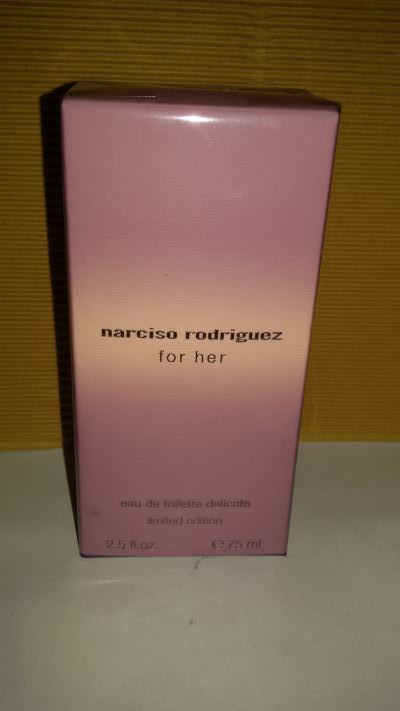 narciso rodriguez
for her
eau de toilette delicate
limited edition
2.5 fl.oz. ℮ 75 ml